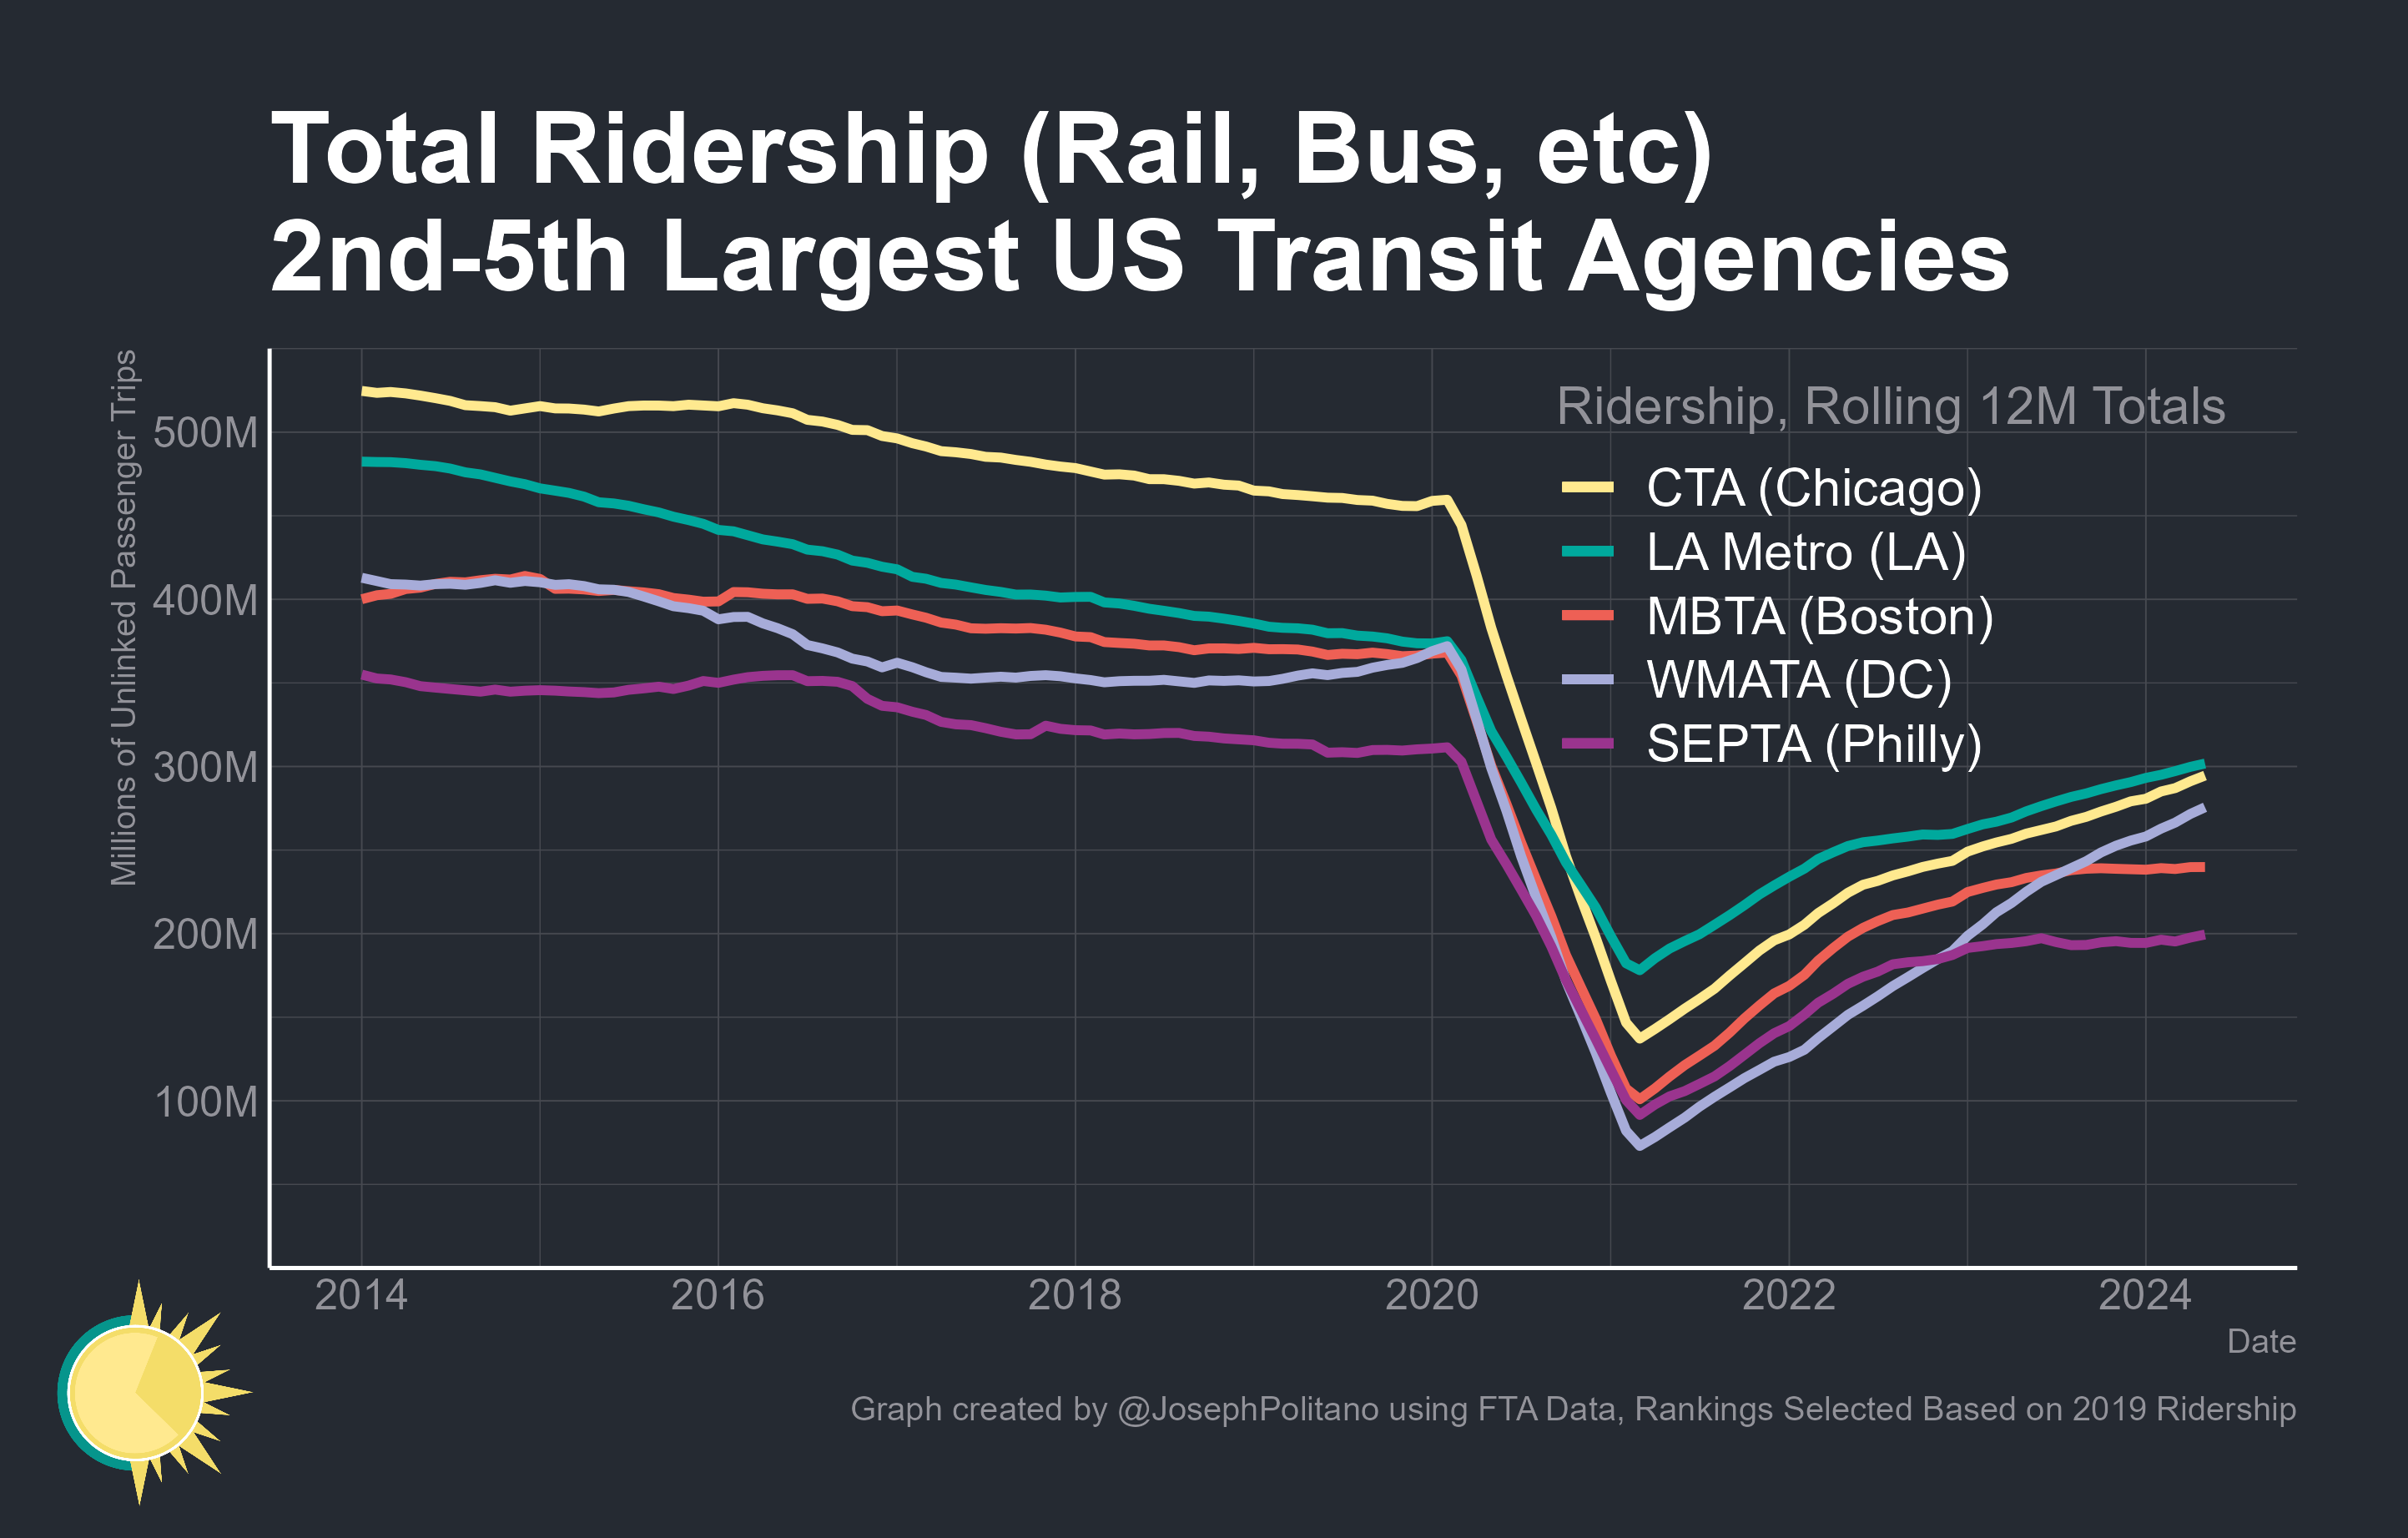 Total Ridership (Rail, Bus, etc)
2nd-5th Largest US Transit Agencies
Millions of Unlinked Passenger Trips
500M
400M
300M
200M
100M
Ridership, Rolling 12M Totals
CTA (Chicago)
LA Metro (LA)
MBTA (Boston)
WMATA (DC)
SEPTA (Philly)
2014 2016 2018 2020 2022 2024
Date
Graph created by @JosephPolitano using FTA Data, Rankings Selected Based on 2019 Ridership